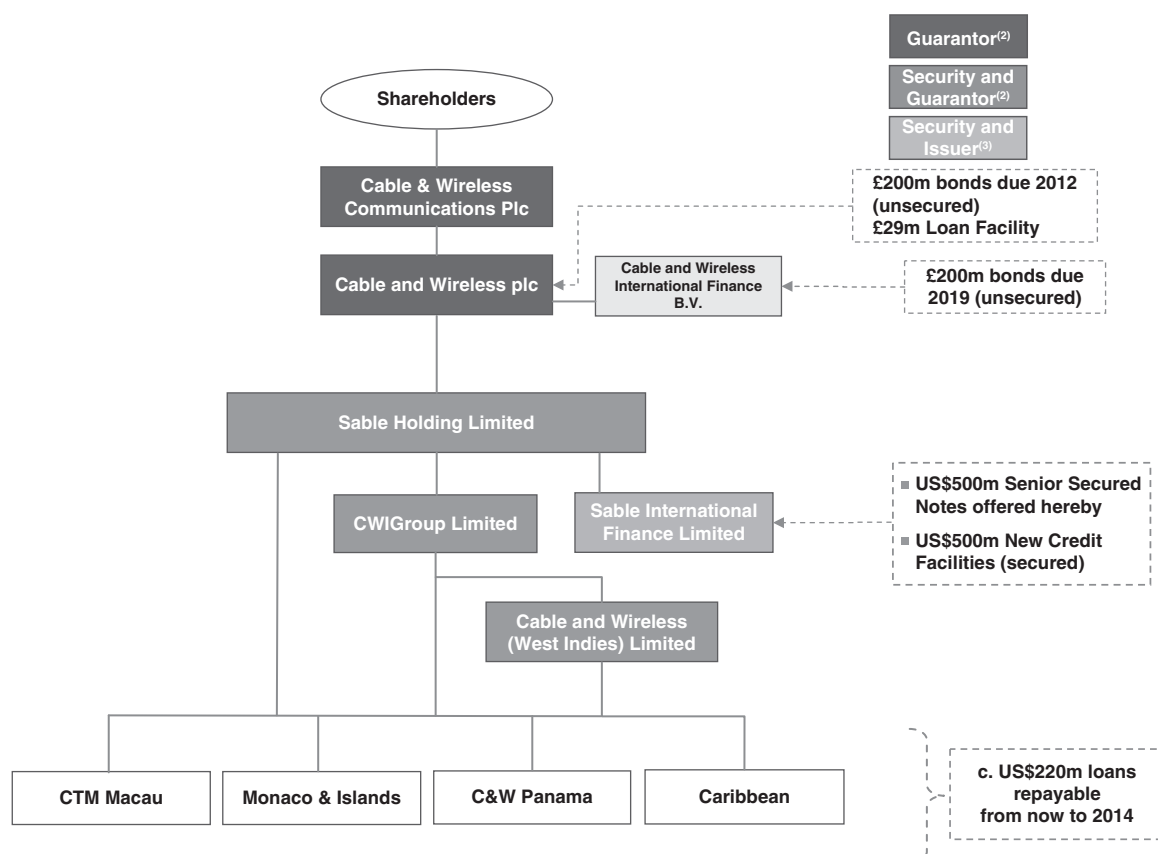 Guarantor(2)
Security and
Guarantor(2)
Security and
Issuer(3)
Shareholders
Cable & Wireless
Communications Plc
£200m bonds due 2012
(unsecured)
£29m Loan Facility
Cable and Wireless plc
Cable and Wireless
International Finance
B.V.
£200m bonds due
2019 (unsecured)
Sable Holding Limited
CWIGroup Limited
Sable International
Finance Limited
■ US$500m Senior Secured
Notes offered hereby
■ US$500m New Credit
Facilities (secured)
Cable and Wireless
(West Indies) Limited
CTM Macau
Monaco & Islands
C&W Panama
Caribbean
c. US$220m loans
repayable
from now to 2014